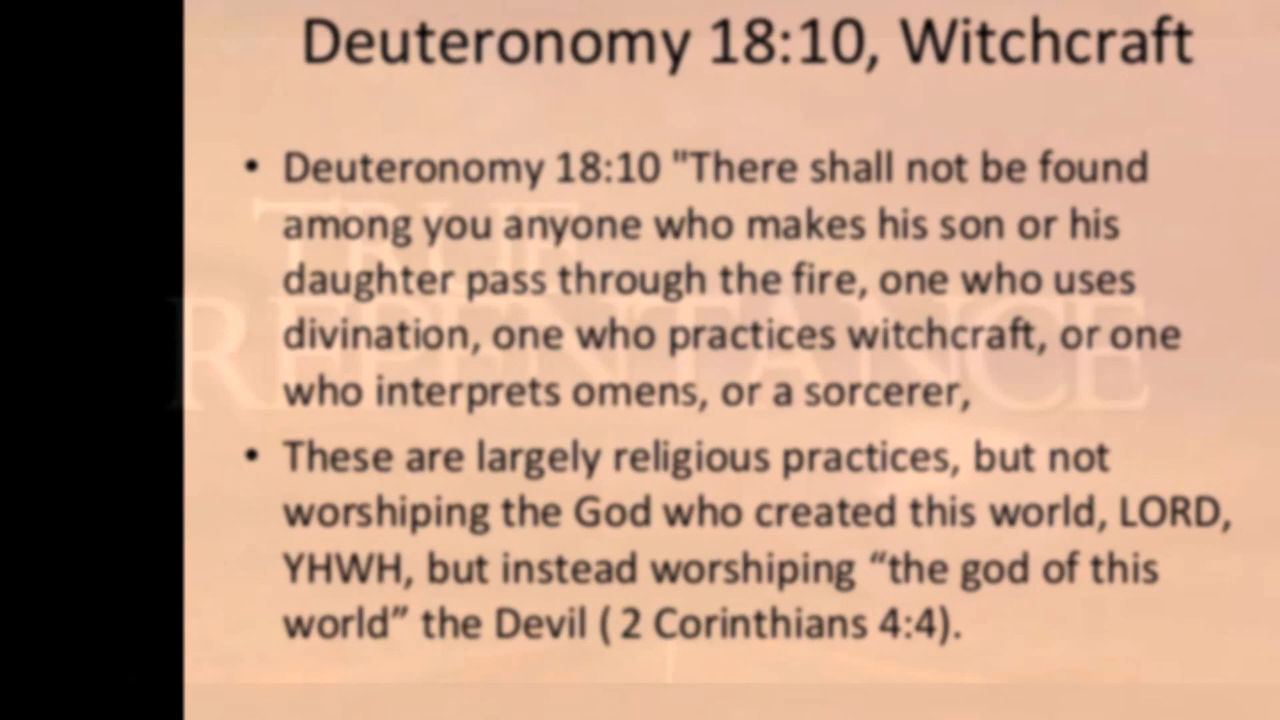 Deuteronomy 18:10, Witchcraft
• Deuteronomy 18:10 "There shall not be found
among you anyone who makes his son or his
daughter pass through the fire, one who uses
divination, one who practices witchcraft, or one
who interprets omens, or a sorcerer,
• These are largely religious practices, but not
worshiping the God who created this world, LORD,
YHWH, but instead worshiping “the god of this
world” the Devil ( 2 Corinthians 4:4).
TRUE
REPENTANCE